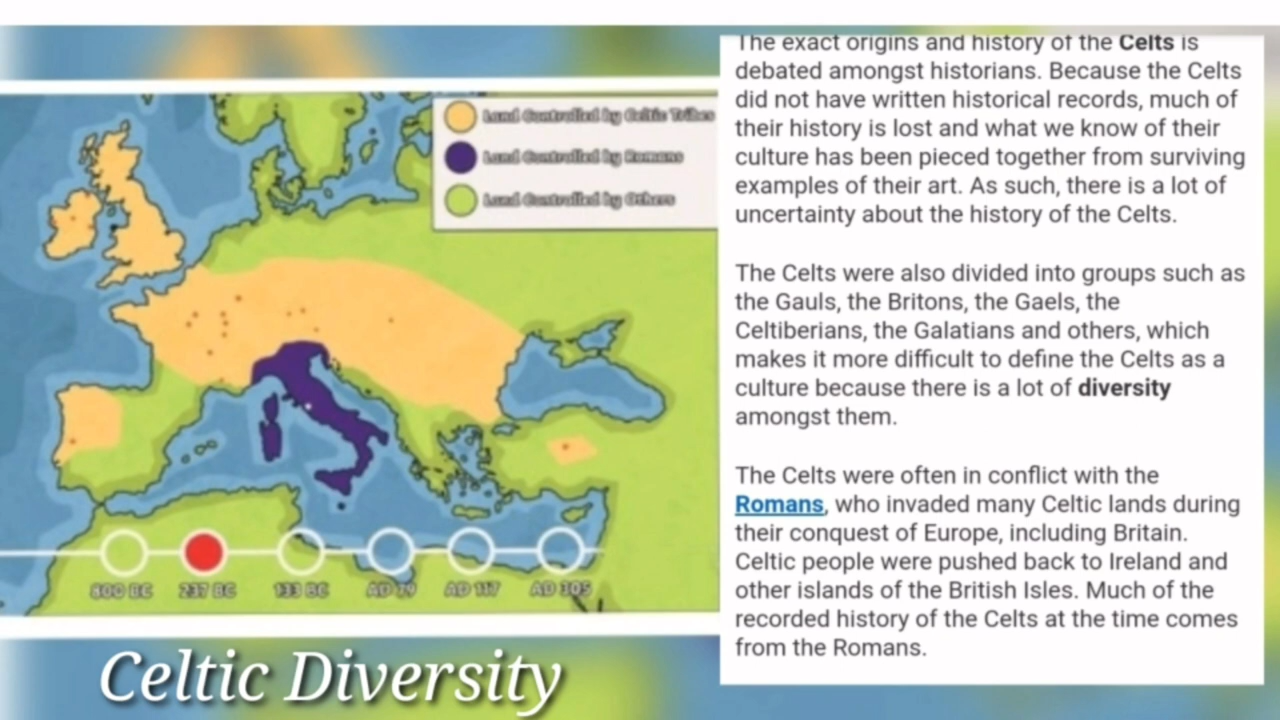 Land Controlled by Celtic Tribes
Land Controlled by Romans
Land Controlled by Others
800 BC
237 BC
133 BC
AD 79
AD 117
AD 305
Celtic Diversity
The exact origins and history of the Celts is
debated amongst historians. Because the Celts
did not have written historical records, much of
their history is lost and what we know of their
culture has been pieced together from surviving
examples of their art. As such, there is a lot of
uncertainty about the history of the Celts.
The Celts were also divided into groups such as
the Gauls, the Britons, the Gaels, the
Celtiberians, the Galatians and others, which
makes it more difficult to define the Celts as a
culture because there is a lot of diversity
amongst them.
The Celts were often in conflict with the
Romans, who invaded many Celtic lands during
their conquest of Europe, including Britain.
Celtic people were pushed back to Ireland and
other islands of the British Isles. Much of the
recorded history of the Celts at the time comes
from the Romans.